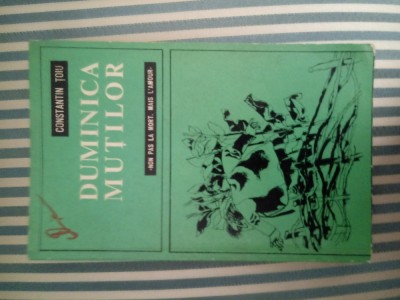 CONSTANTIN ȚOIU
DUMINICA
MUȚILOR
«NON PAS LA MORT, MAIS L'AMOUR»